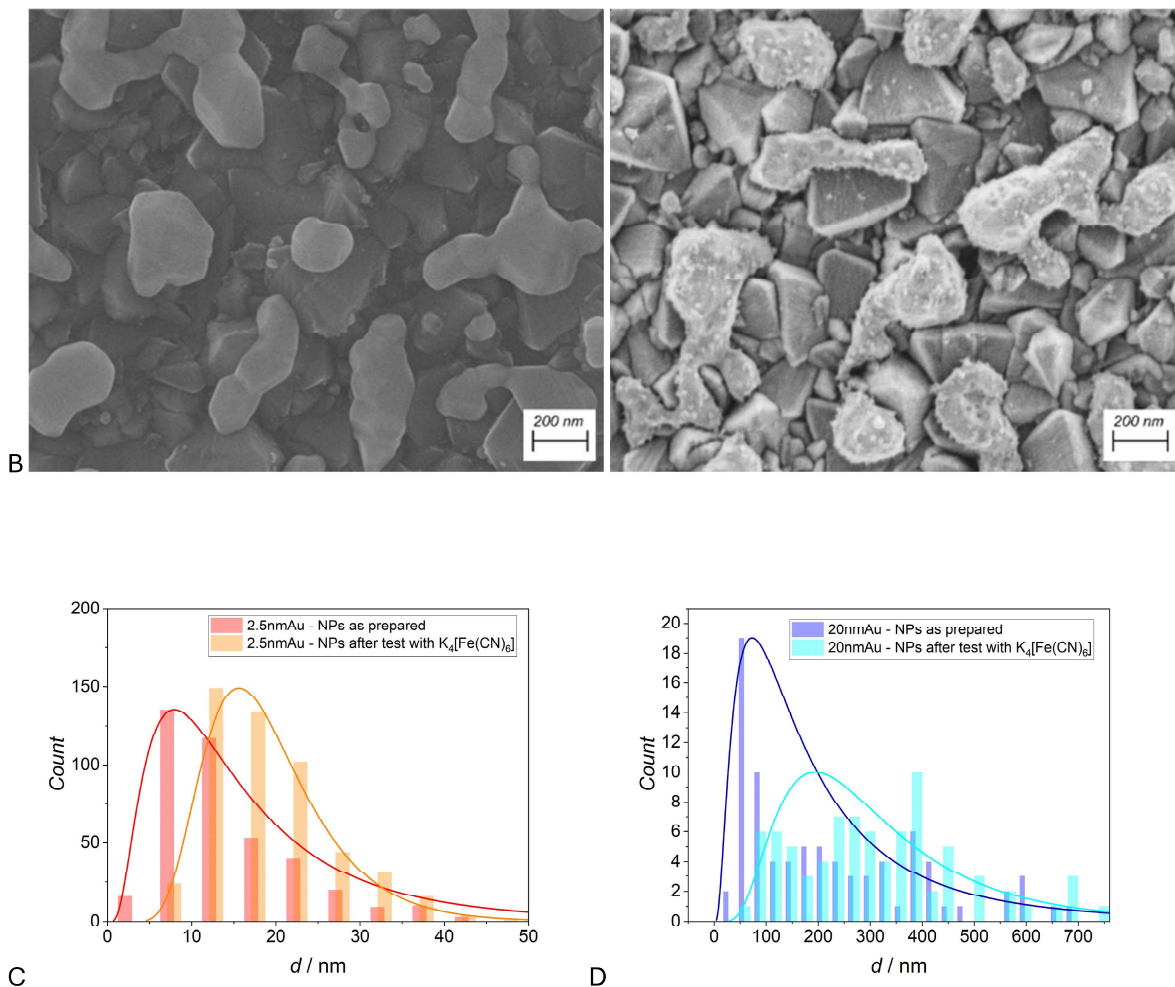 200 nm
200 nm
B
200
150
100
50
0
Count
2.5nmAu - NPs as prepared
2.5nmAu - NPs after test with K₄[Fe(CN)₆]
0 10 20 30 40 50
d / nm
C
20
18
16
14
12
10
8
6
4
2
0
Count
20nmAu - NPs as prepared
20nmAu - NPs after test with K₄[Fe(CN)₆]
0 100 200 300 400 500 600 700
d / nm
D